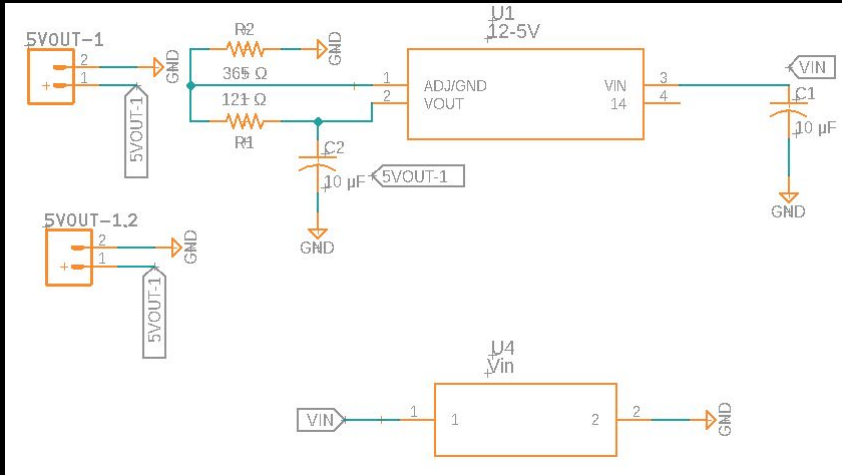 5VOUT-1
2
1
GND
5VOUT-1
R2
365 Ω
121 Ω
R1
GND
C2
10 µF
5VOUT-1
GND
U1
12-5V
1
ADJ/GND
2
VOUT
VIN
3
14
4
VIN
C1
10 µF
GND
5VOUT-1.2
2
1
GND
5VOUT-1
U4
Vin
VIN
1
1
2
2
GND